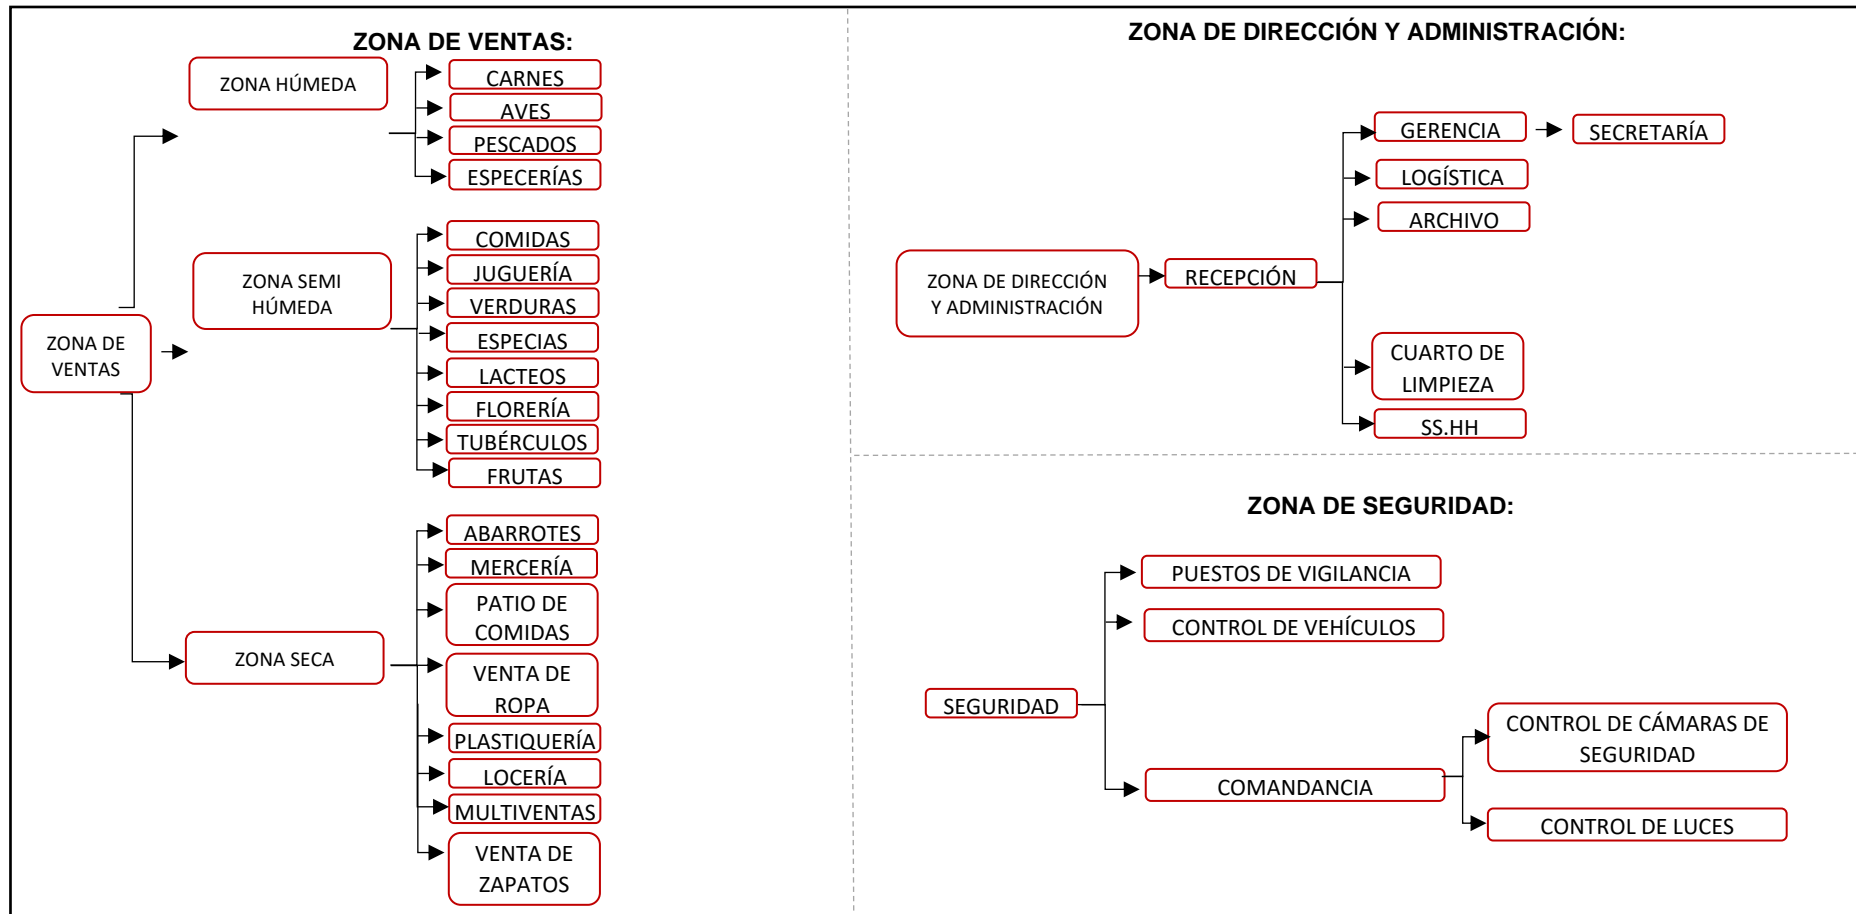 ZONA DE VENTAS:
ZONA DE
VENTAS
ZONA HÚMEDA
CARNES
AVES
PESCADOS
ESPECERÍAS
ZONA SEMI
HÚMEDA
COMIDAS
JUGUERÍA
VERDURAS
ESPECIAS
LACTEOS
FLORERÍA
TUBÉRCULOS
FRUTAS
ZONA SECA
ABARROTES
MERCERÍA
PATIO DE
COMIDAS
VENTA DE
ROPA
PLASTIQUERÍA
LOCERÍA
MULTIVENTAS
VENTA DE
ZAPATOS
ZONA DE DIRECCIÓN Y ADMINISTRACIÓN:
ZONA DE DIRECCIÓN
Y ADMINISTRACIÓN
RECEPCIÓN
GERENCIA
SECRETARÍA
LOGÍSTICA
ARCHIVO
CUARTO DE
LIMPIEZA
SS.HH
ZONA DE SEGURIDAD:
SEGURIDAD
PUESTOS DE VIGILANCIA
CONTROL DE VEHÍCULOS
COMANDANCIA
CONTROL DE CÁMARAS DE
SEGURIDAD
CONTROL DE LUCES